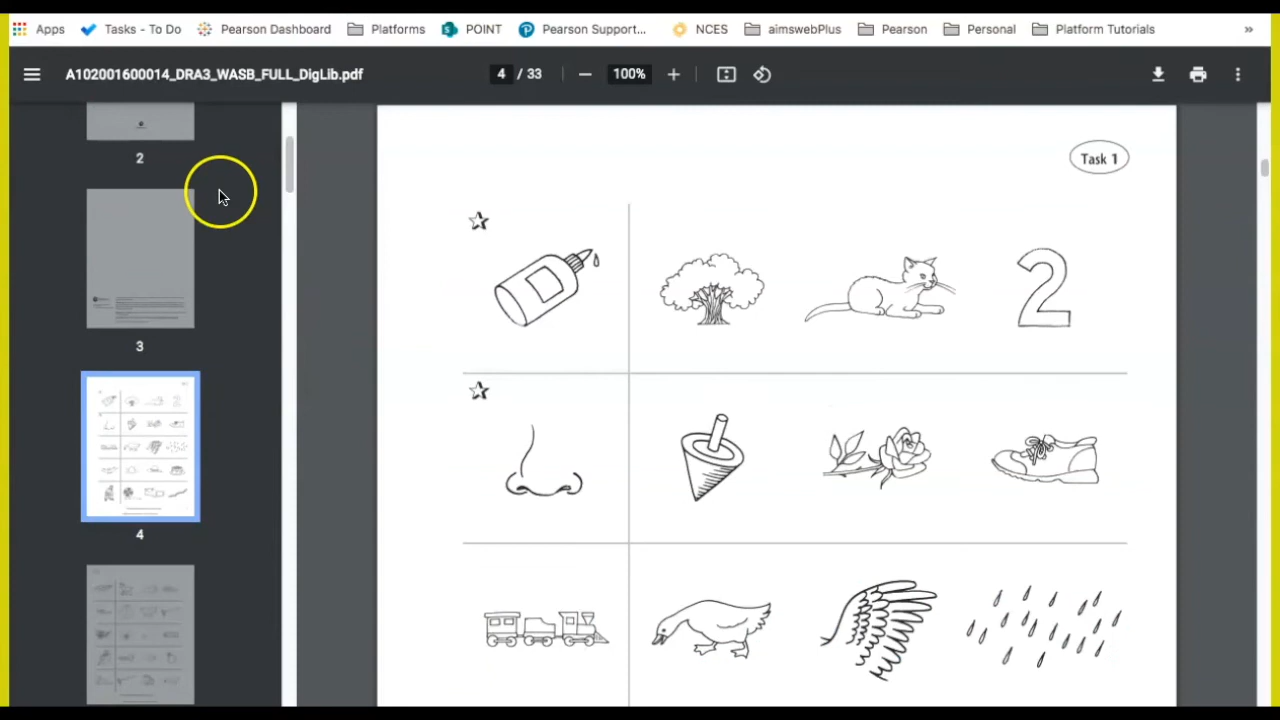 Apps Tasks - To Do Pearson Dashboard Platforms POINT Pearson Support... NCES aimswebPlus Pearson Personal Platform Tutorials »
A102001600014_DRA3_WASB_FULL_DigLib.pdf 4 / 33 100%
2
3
4
Task 1
2